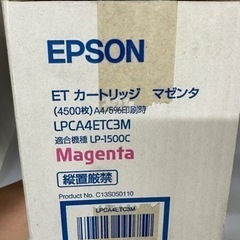 EPSON
ET カートリッジ マゼンタ
(4500枚) A4/5%印刷時
LPCA4ETC3M
適合機種 LP-1500C
Magenta
縦置厳禁
Product No. C13S050110
LPCA4ETC3M